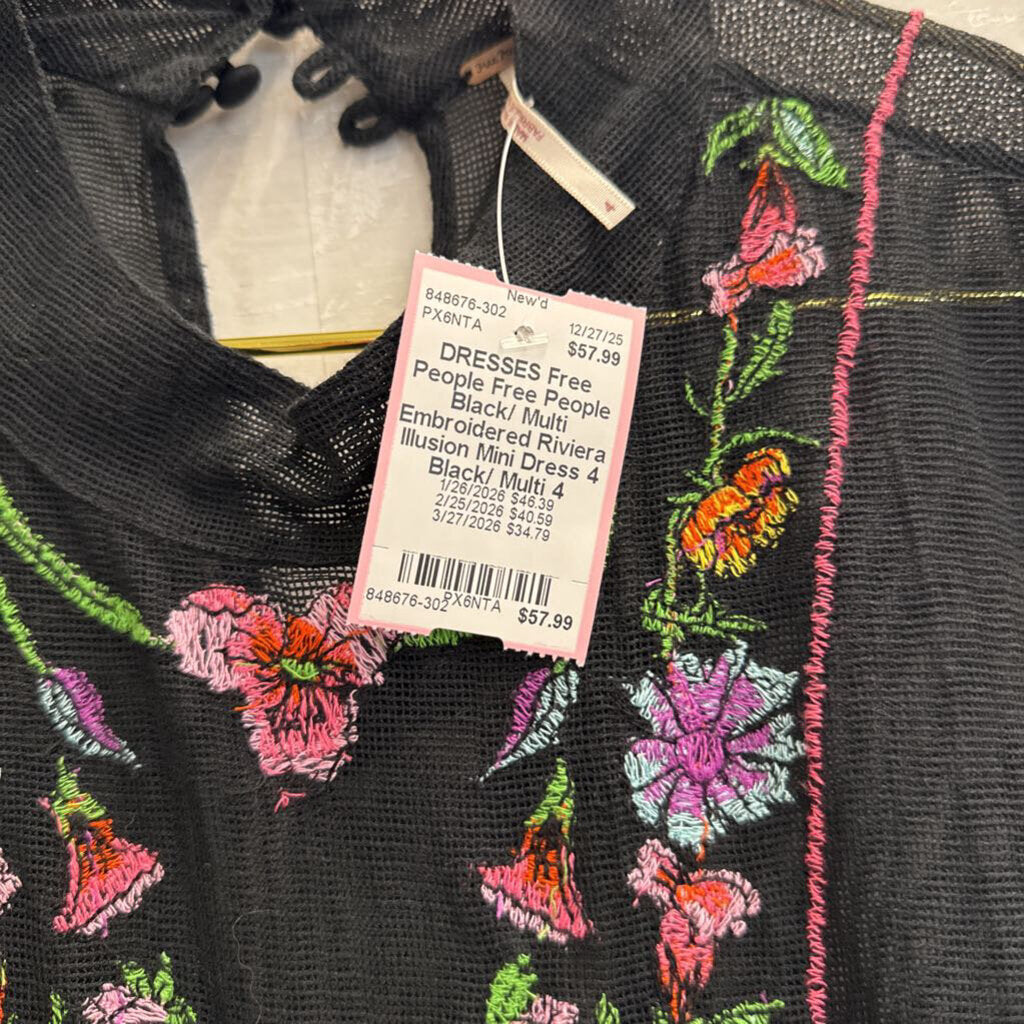 4
New'd
848676-302
12/27/25
PX6NTA
$57.99
DRESSES Free
People Free People
Black/ Multi
Embroidered Riviera
Illusion Mini Dress 4
Black/ Multi 4
1/26/2026 $46.39
2/25/2026 $40.59
3/27/2026 $34.79
848676-302
PX6NTA
$57.99